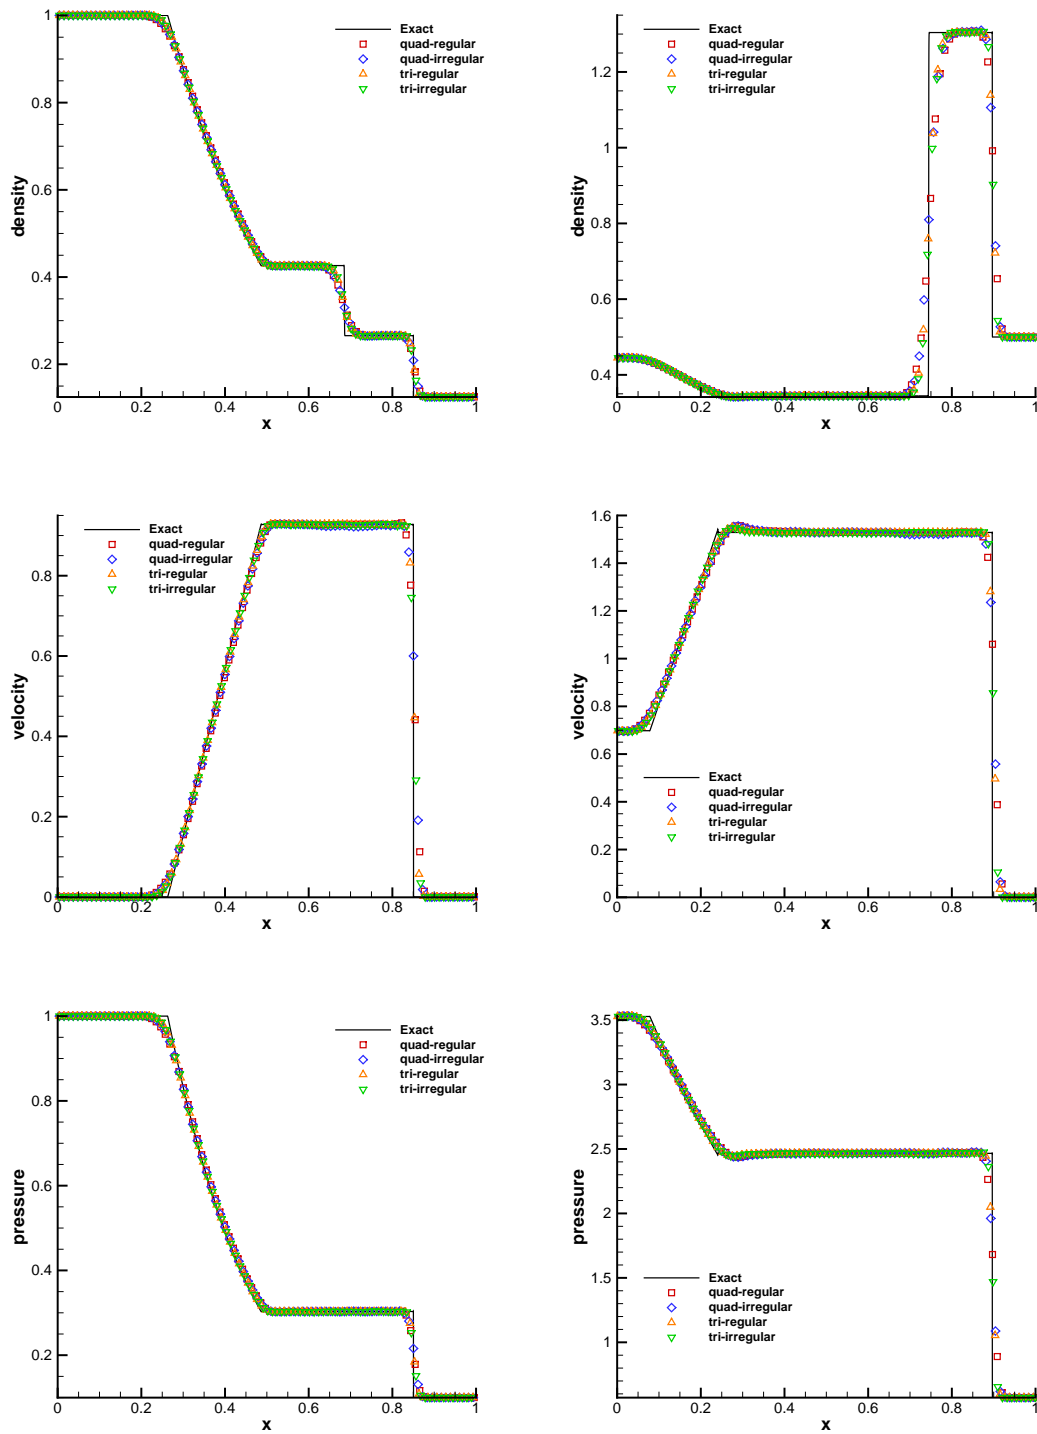 density
1
0.8
0.6
0.4
0.2
0 0.2 0.4 0.6 0.8 1
x
Exact
quad-regular
quad-irregular
tri-regular
tri-irregular
density
1.2
1
0.8
0.6
0.4
0 0.2 0.4 0.6 0.8 1
x
Exact
quad-regular
quad-irregular
tri-regular
tri-irregular
velocity
0.8
0.6
0.4
0.2
0
0 0.2 0.4 0.6 0.8 1
x
Exact
quad-regular
quad-irregular
tri-regular
tri-irregular
velocity
1.6
1.4
1.2
1
0.8
0.6
0.4
0.2
0
0 0.2 0.4 0.6 0.8 1
x
Exact
quad-regular
quad-irregular
tri-regular
tri-irregular
pressure
1
0.8
0.6
0.4
0.2
0 0.2 0.4 0.6 0.8 1
x
Exact
quad-regular
quad-irregular
tri-regular
tri-irregular
pressure
3.5
3
2.5
2
1.5
1
0 0.2 0.4 0.6 0.8 1
x
Exact
quad-regular
quad-irregular
tri-regular
tri-irregular